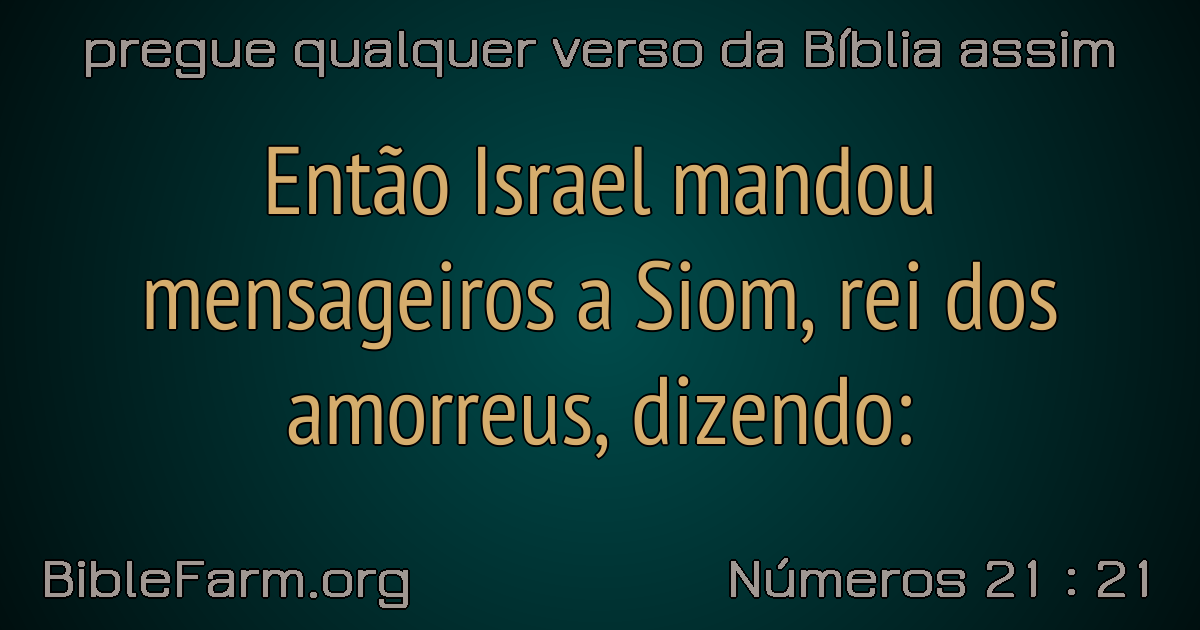 pregue qualquer verso da Bíblia assim
Então Israel mandou
mensageiros a Siom, rei dos
amorreus, dizendo:
BibleFarm.org
Números 21 : 21